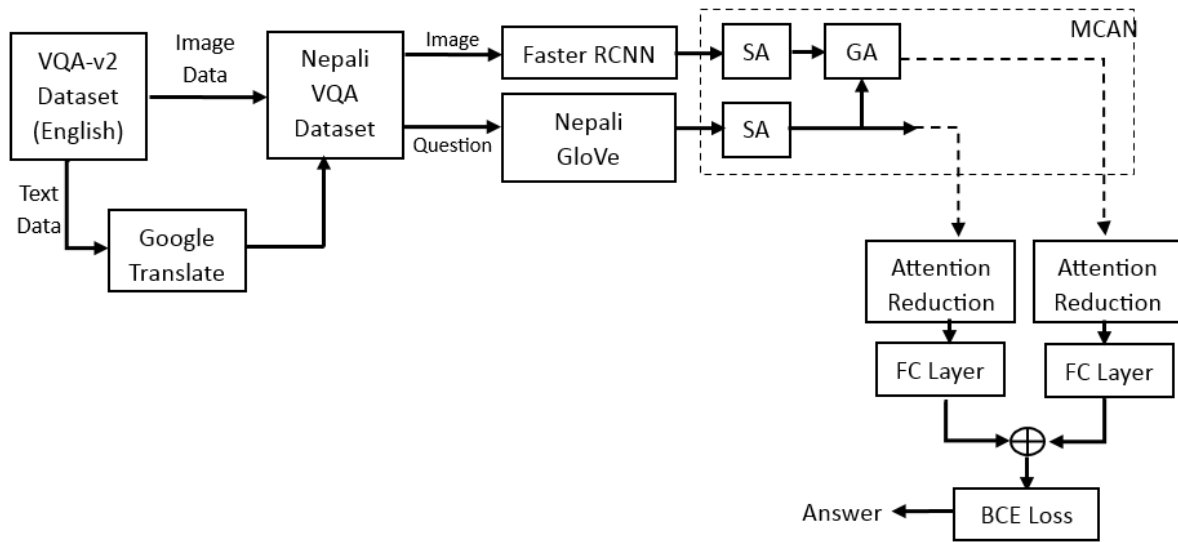 VQA-v2
Dataset
(English)
Image
Data
Nepali
VQA
Dataset
Text
Data
Google
Translate
Image
Question
Faster RCNN
Nepali
GloVe
MCAN
SA
GA
SA
Attention
Reduction
Attention
Reduction
FC Layer
FC Layer
BCE Loss
Answer